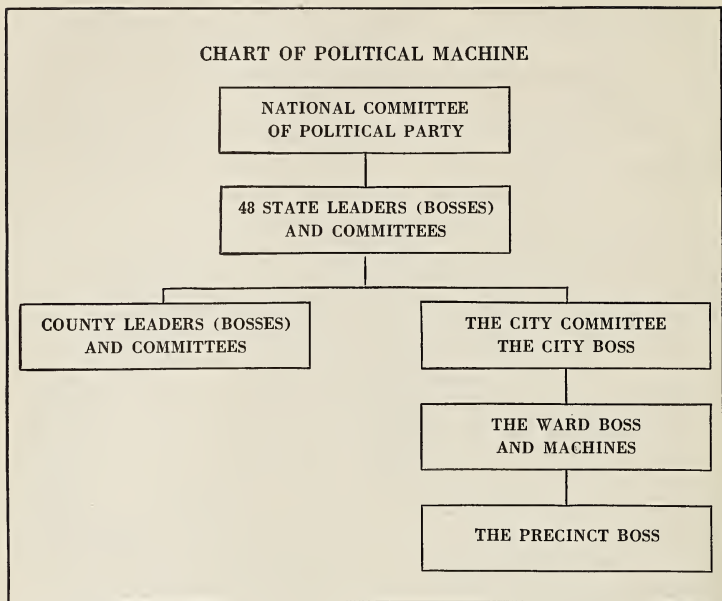 CHART OF POLITICAL MACHINE
NATIONAL COMMITTEE
OF POLITICAL PARTY
48 STATE LEADERS (BOSSES)
AND COMMITTEES
COUNTY LEADERS (BOSSES)
AND COMMITTEES
THE CITY COMMITTEE
THE CITY BOSS
THE WARD BOSS
AND MACHINES
THE PRECINCT BOSS